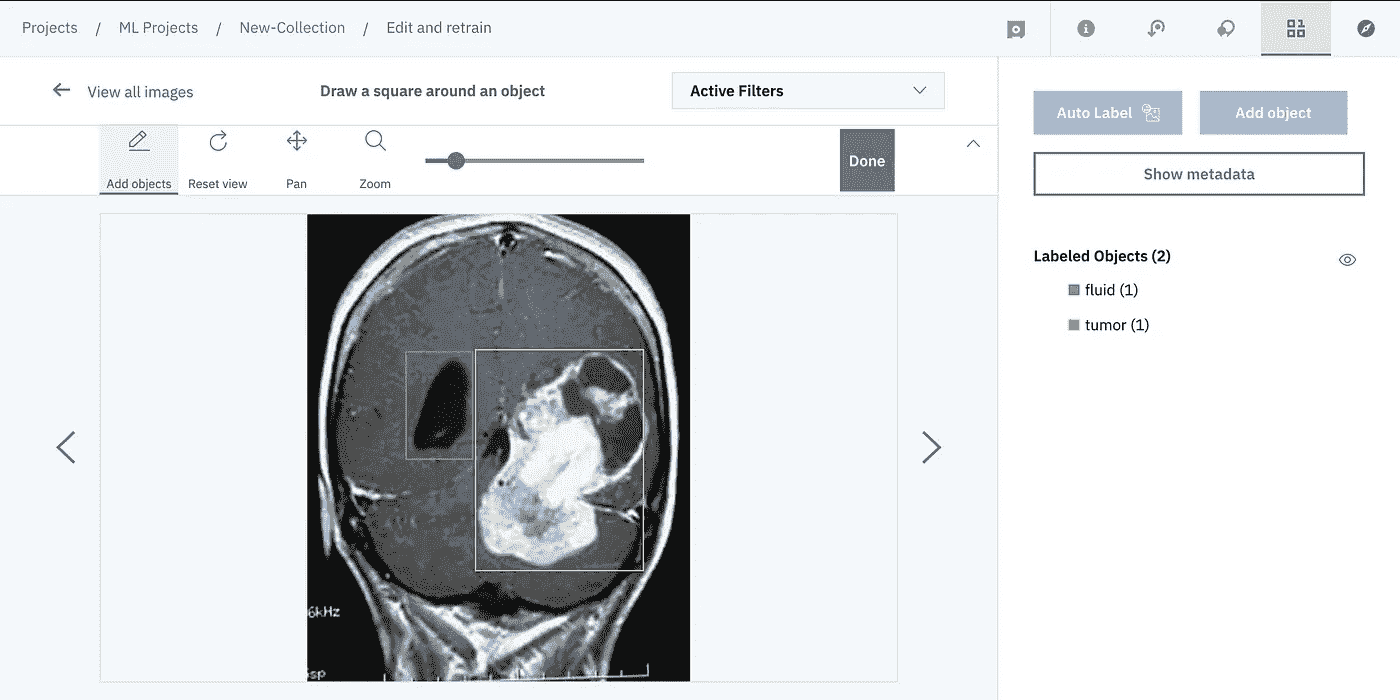 Projects / ML Projects / New-Collection / Edit and retrain
View all images
Draw a square around an object
Active Filters
Add objects
Reset view
Pan
Zoom
Done
6kHz
sp
Auto Label
Add object
Show metadata
Labeled Objects (2)
fluid (1)
tumor (1)